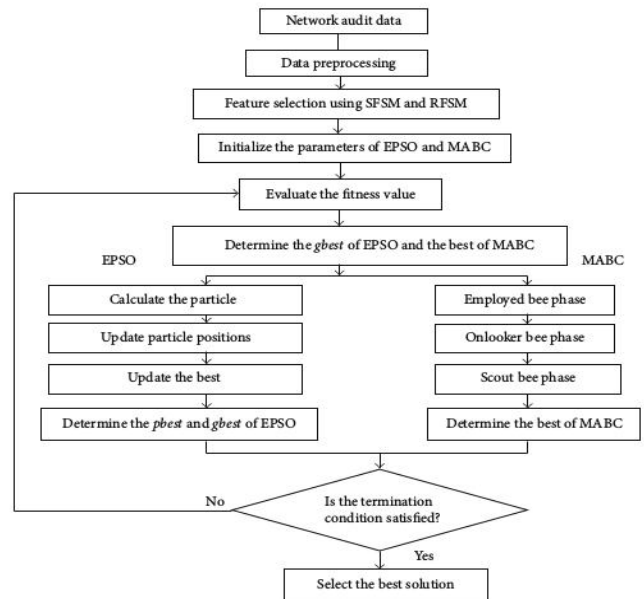 Network audit data
Data preprocessing
Feature selection using SFSM and RFSM
Initialize the parameters of EPSO and MABC
Evaluate the fitness value
Determine the gbest of EPSO and the best of MABC
EPSO
MABC
Calculate the particle
Employed bee phase
Update particle positions
Onlooker bee phase
Update the best
Scout bee phase
Determine the pbest and gbest of EPSO
Determine the best of MABC
No
Is the termination
condition satisfied?
Yes
Select the best solution